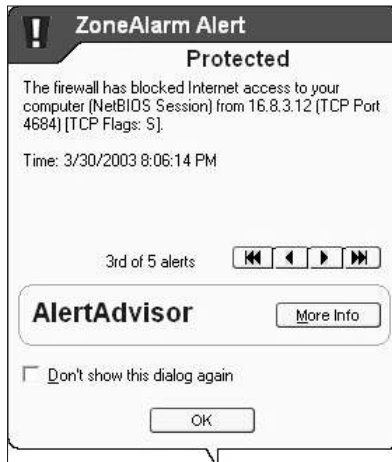 ZoneAlarm Alert
Protected
The firewall has blocked Internet access to your
computer (NetBIOS Session) from 16.8.3.12 (TCP Port
4684) [TCP Flags: S].
Time: 3/30/2003 8:06:14 PM
3rd of 5 alerts
AlertAdvisor
More Info
Don't show this dialog again
OK